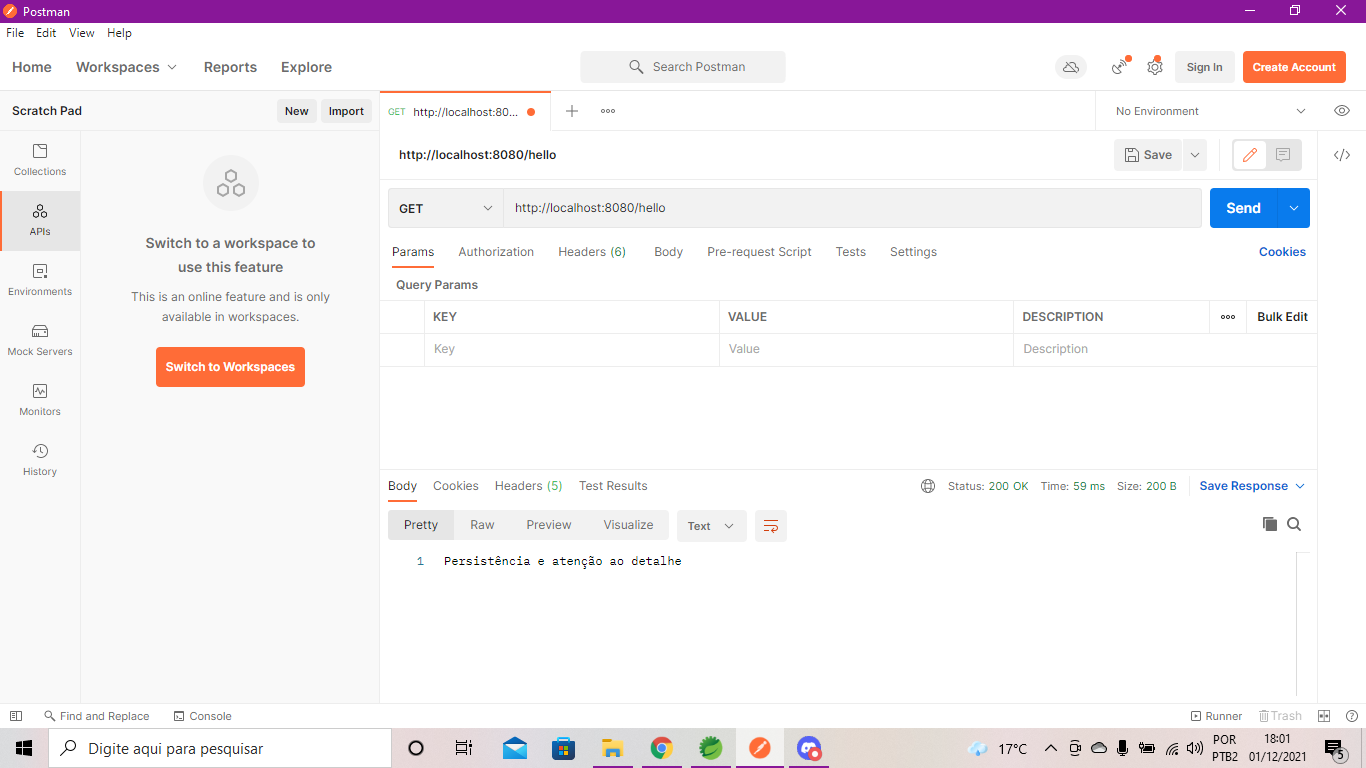 Postman
File Edit View Help
Home Workspaces Reports Explore Search Postman Sign In Create Account
Scratch Pad New Import GET http://localhost:80... No Environment
Collections
APIs
Environments
Mock Servers
Monitors
History
Switch to a workspace to
use this feature
This is an online feature and is only
available in workspaces.
Switch to Workspaces
http://localhost:8080/hello Save
GET http://localhost:8080/hello Send
Params Authorization Headers (6) Body Pre-request Script Tests Settings Cookies
Query Params
KEY VALUE DESCRIPTION Bulk Edit
Key Value Description
Body Cookies Headers (5) Test Results Status: 200 OK Time: 59 ms Size: 200 B Save Response
Pretty Raw Preview Visualize Text
1 Persistência e atenção ao detalhe
Find and Replace Console Runner Trash
Digite aqui para pesquisar 17°C POR 18:01
PTB2 01/12/2021 5